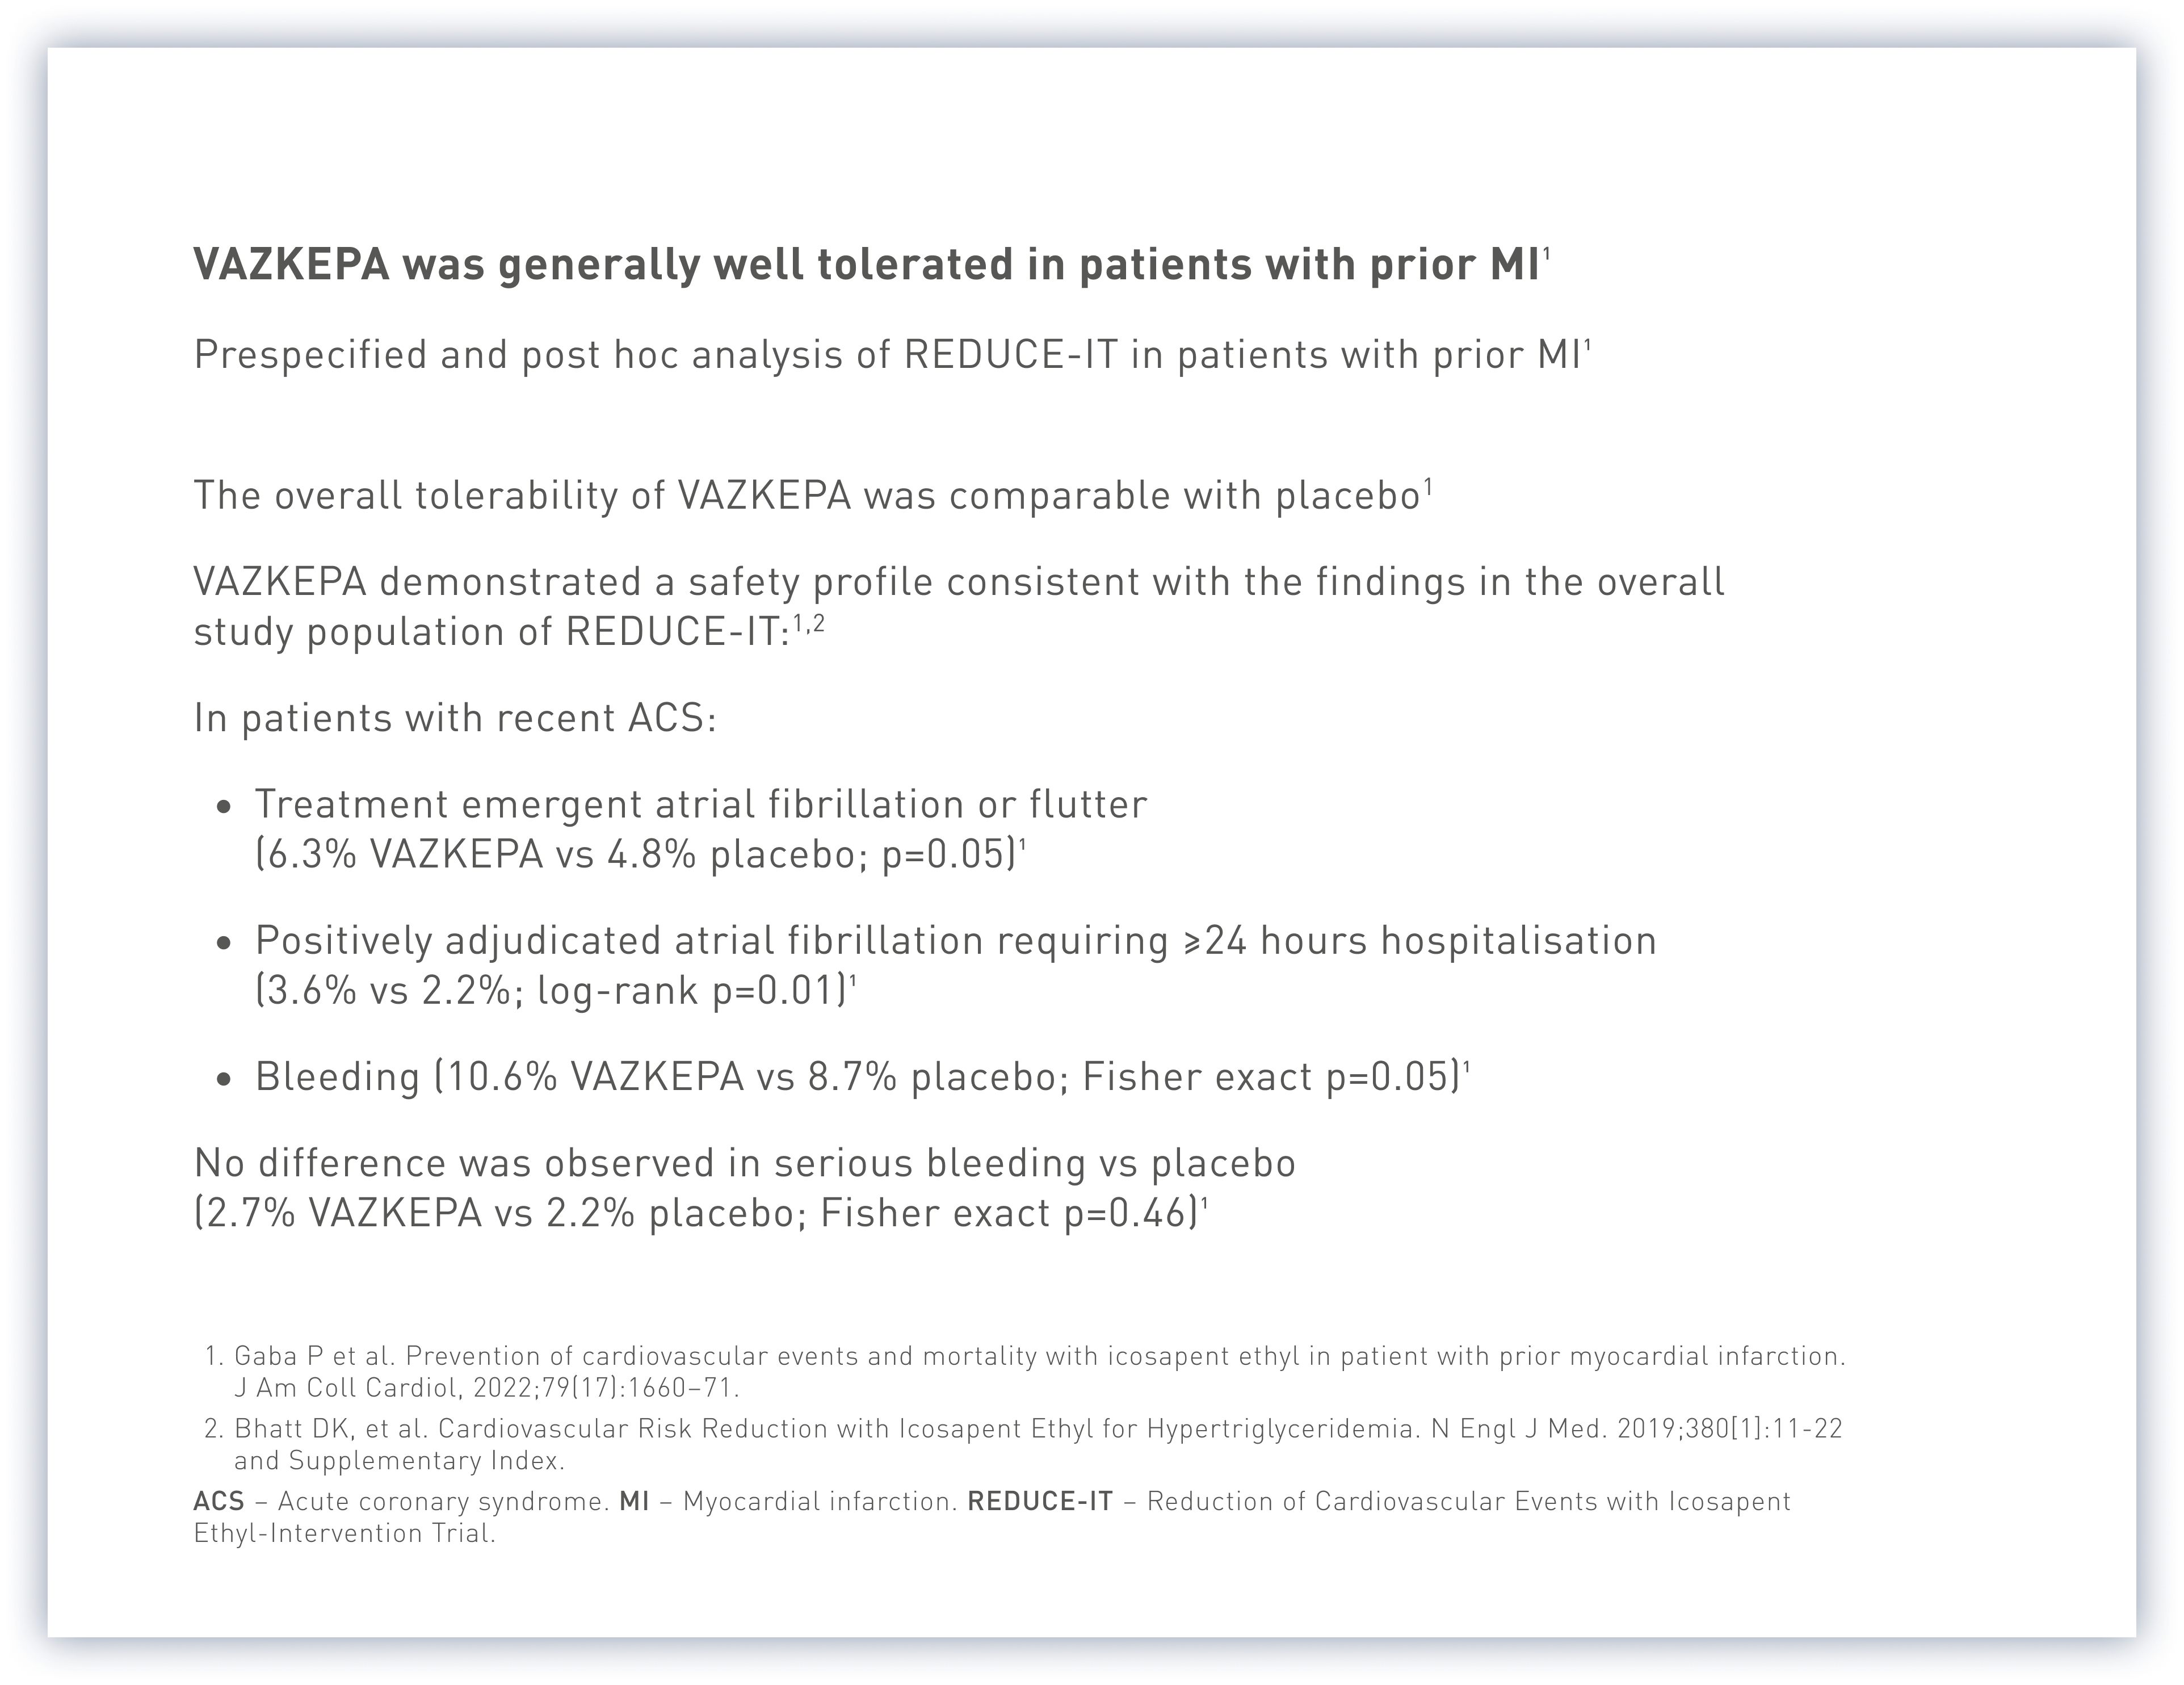 VAZKEPA was generally well tolerated in patients with prior MI¹
Prespecified and post hoc analysis of REDUCE-IT in patients with prior MI¹
The overall tolerability of VAZKEPA was comparable with placebo¹
VAZKEPA demonstrated a safety profile consistent with the findings in the overall
study population of REDUCE-IT:¹,²
In patients with recent ACS:
• Treatment emergent atrial fibrillation or flutter
(6.3% VAZKEPA vs 4.8% placebo; p=0.05)¹
• Positively adjudicated atrial fibrillation requiring ⩾24 hours hospitalisation
(3.6% vs 2.2%; log-rank p=0.01)¹
• Bleeding (10.6% VAZKEPA vs 8.7% placebo; Fisher exact p=0.05)¹
No difference was observed in serious bleeding vs placebo
(2.7% VAZKEPA vs 2.2% placebo; Fisher exact p=0.46)¹
1. Gaba P et al. Prevention of cardiovascular events and mortality with icosapent ethyl in patient with prior myocardial infarction.
J Am Coll Cardiol, 2022;79(17):1660–71.
2. Bhatt DK, et al. Cardiovascular Risk Reduction with Icosapent Ethyl for Hypertriglyceridemia. N Engl J Med. 2019;380[1]:11-22
and Supplementary Index.
ACS – Acute coronary syndrome. MI – Myocardial infarction. REDUCE-IT – Reduction of Cardiovascular Events with Icosapent
Ethyl-Intervention Trial.